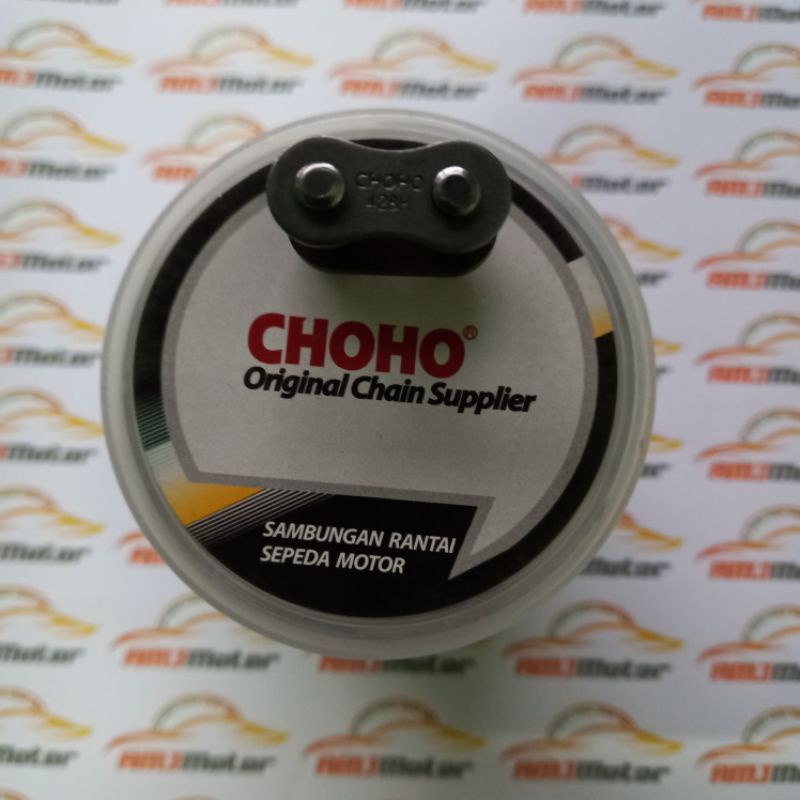 CHOHO
428H
CHOHO®
Original Chain Supplier
SAMBUNGAN RANTAI
SEPEDA MOTOR